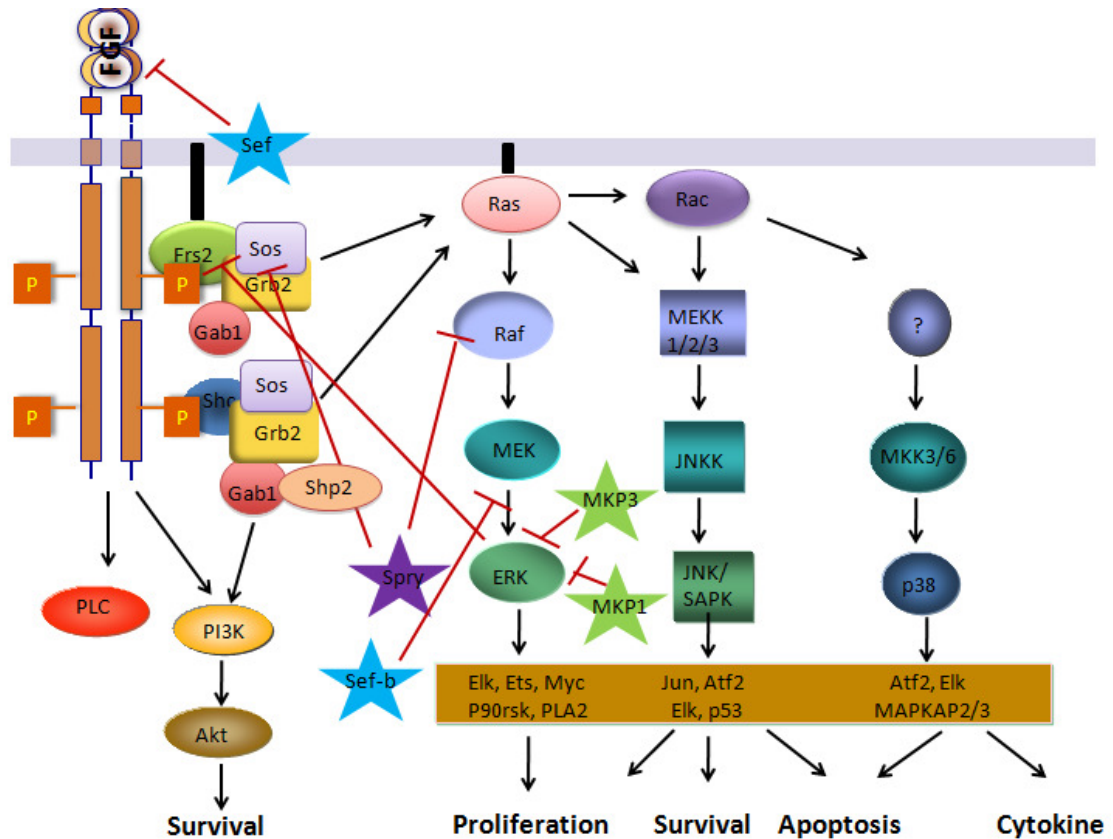 FGF
Sef
Ras
Rac
Frs2
Sos
Grb2
P
P
Gab1
Raf
MEKK
1/2/3
?
Sos
Shc
P
P
Grb2
MEK
JNKK
MKK3/6
Gab1
Shp2
MKP3
Spry
ERK
MKP1
JNK/
SAPK
p38
PLC
PI3K
Sef-b
Elk, Ets, Myc
P90rsk, PLA2
Jun, Atf2
Elk, p53
Atf2, Elk
MAPKAP2/3
Akt
Survival
Proliferation
Survival
Apoptosis
Cytokine